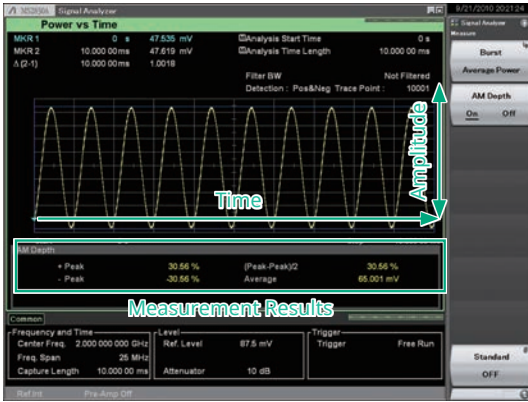 MS2830A Signal Analyzer
9/21/2010 20:21:24
Power vs Time
Signal Analyzer
Measure
MKR 1 0 s 47.535 mV Analysis Start Time 0 s
MKR 2 10.000 00 ms 47.619 mV Analysis Time Length 10.000 00 ms
Δ (2-1) 10.000 00 ms 1.0018
Filter BW Not Filtered
Detection : Pos&Neg Trace Point : 10001
Burst
Average Power
AM Depth
On Off
Amplitude
Time
AM Depth
+ Peak 30.56 % (Peak-Peak)/2 30.56 %
- Peak -30.56 % Average 65.001 mV
Measurement Results
Common
Frequency and Time
Center Freq. 2.000 000 000 GHz
Freq. Span 25 MHz
Capture Length 10.000 00 ms
Level
Ref. Level 87.5 mV
Attenuator 10 dB
Trigger
Trigger Free Run
Standard
OFF
Ref.Int Pre-Amp Off